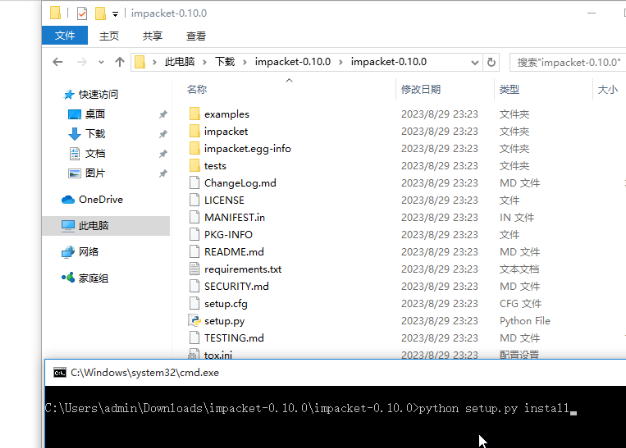 impacket-0.10.0
文件 主页 共享 查看
此电脑 › 下载 › impacket-0.10.0 › impacket-0.10.0 搜索"impacket-0.10.0"
名称 修改日期 类型 大小
快速访问
桌面
下载
文档
图片
OneDrive
此电脑
网络
家庭组
examples 2023/8/29 23:23 文件夹
impacket 2023/8/29 23:23 文件夹
impacket.egg-info 2023/8/29 23:23 文件夹
tests 2023/8/29 23:23 文件夹
ChangeLog.md 2023/8/29 23:23 MD 文件
LICENSE 2023/8/29 23:23 文件
MANIFEST.in 2023/8/29 23:23 IN 文件
PKG-INFO 2023/8/29 23:23 文件
README.md 2023/8/29 23:23 MD 文件
requirements.txt 2023/8/29 23:23 文本文档
SECURITY.md 2023/8/29 23:23 MD 文件
setup.cfg 2023/8/29 23:23 CFG 文件
setup.py 2023/8/29 23:23 Python File
TESTING.md 2023/8/29 23:23 MD 文件
tox.ini 2023/8/29 23:23 配置设置
C:\Windows\system32\cmd.exe
C:\Users\admin\Downloads\impacket-0.10.0\impacket-0.10.0>python setup.py install